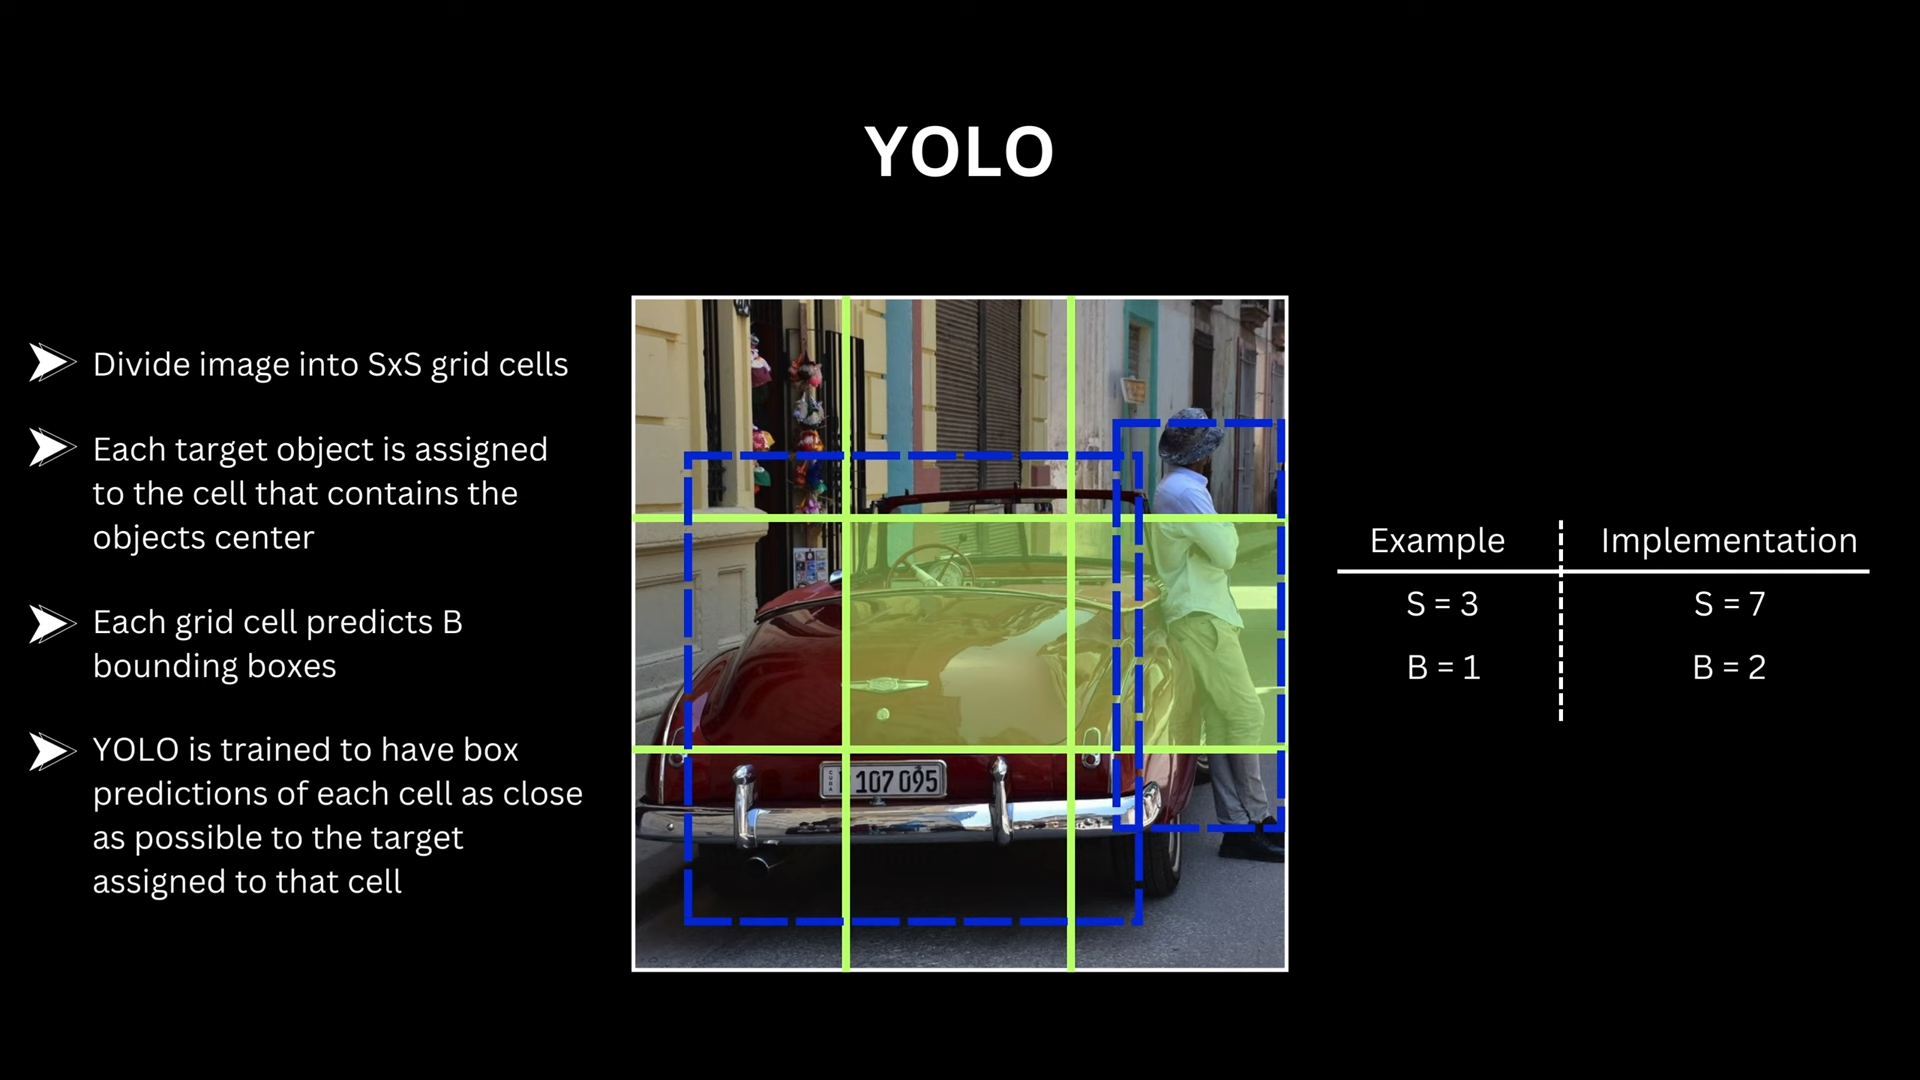 YOLO
Divide image into SxS grid cells
Each target object is assigned
to the cell that contains the
objects center
Each grid cell predicts B
bounding boxes
YOLO is trained to have box
predictions of each cell as close
as possible to the target
assigned to that cell
107 095
Example Implementation
S = 3 S = 7
B = 1 B = 2